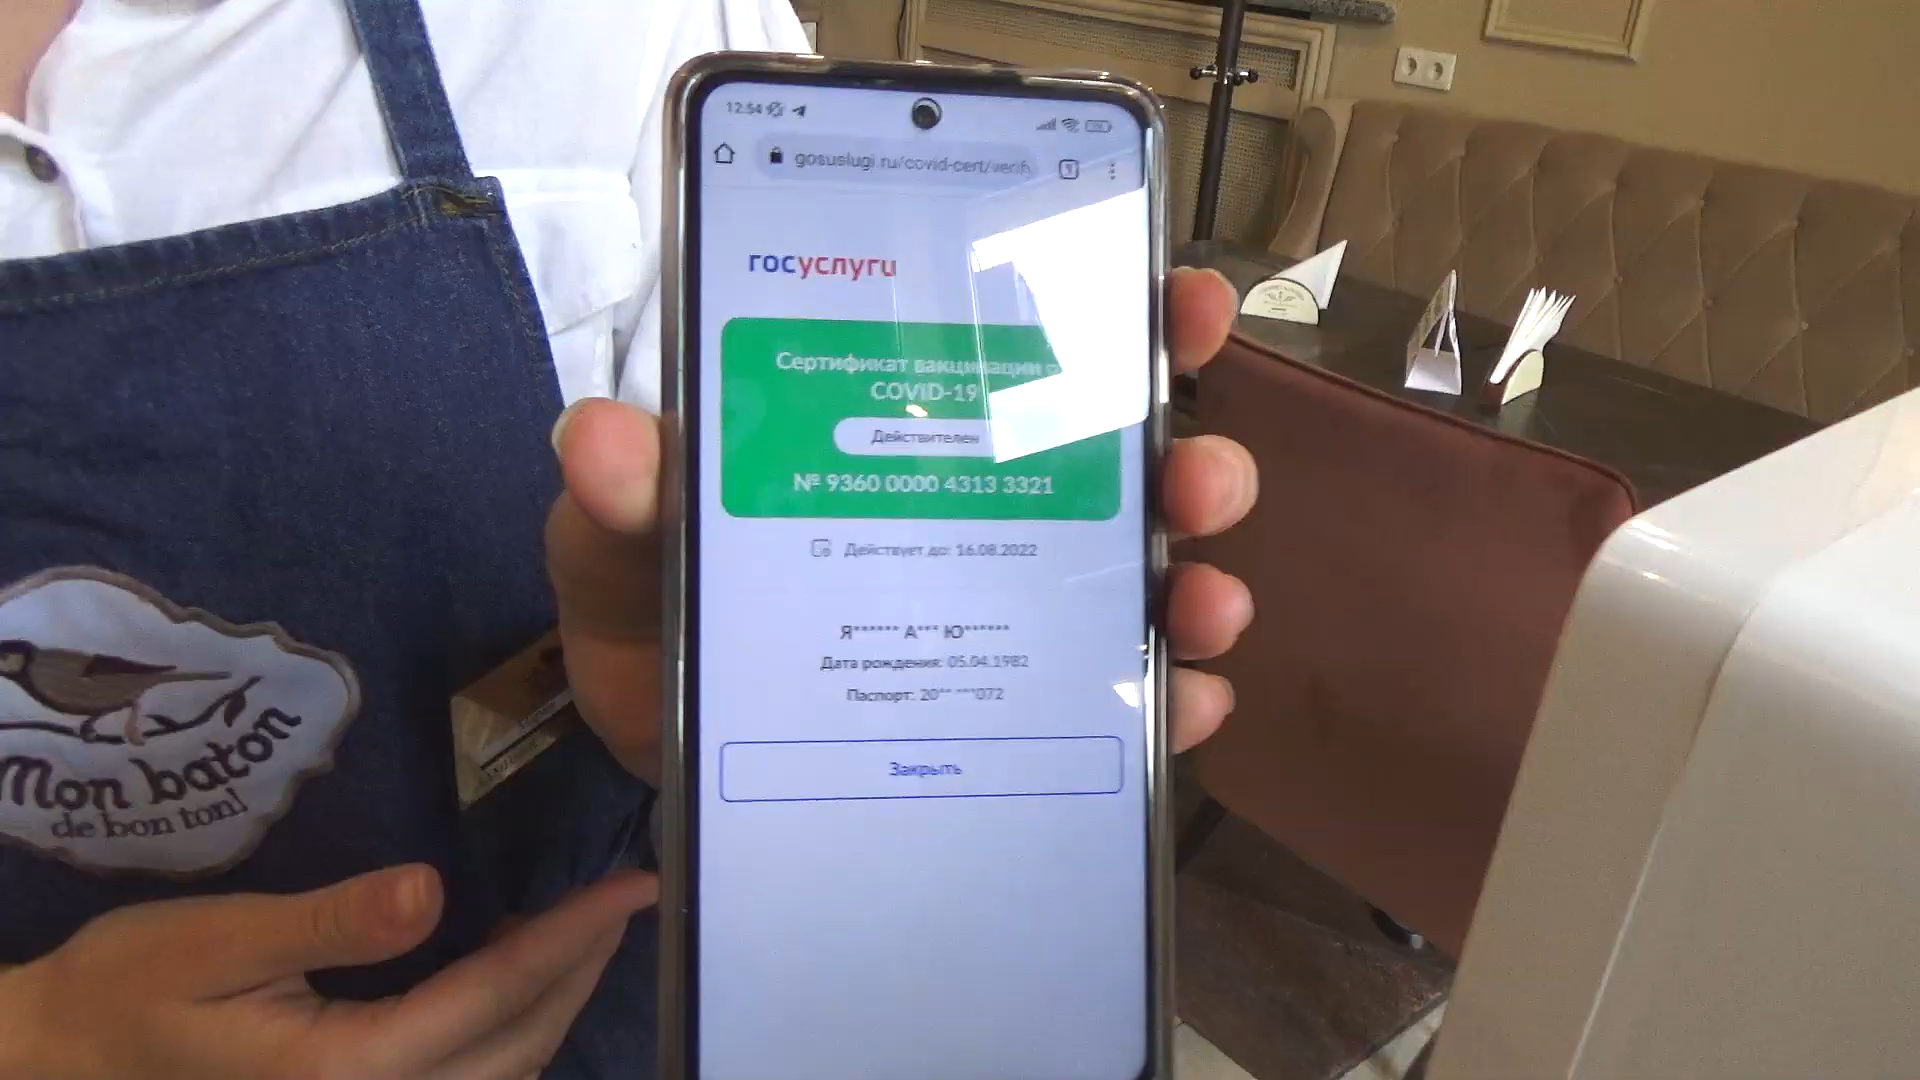 12:54
gosuslugi.ru/covid-cert/verify
госуслуги
Сертификат вакцинации с
COVID-19
Действителен
№ 9360 0000 4313 3321
Действует до: 16.08.2022
Я****** А*** Ю******
Дата рождения: 05.04.1982
Паспорт: 20** ***072
Закрыть
Mon baton
de bon ton!